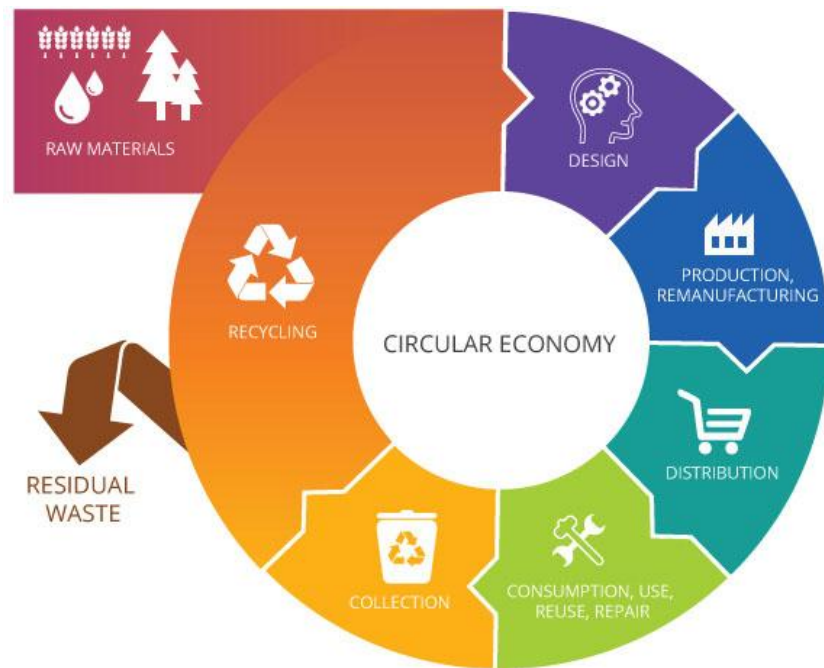 RAW MATERIALS
DESIGN
PRODUCTION,
REMANUFACTURING
RECYCLING
CIRCULAR ECONOMY
DISTRIBUTION
RESIDUAL
WASTE
CONSUMPTION, USE,
REUSE, REPAIR
COLLECTION